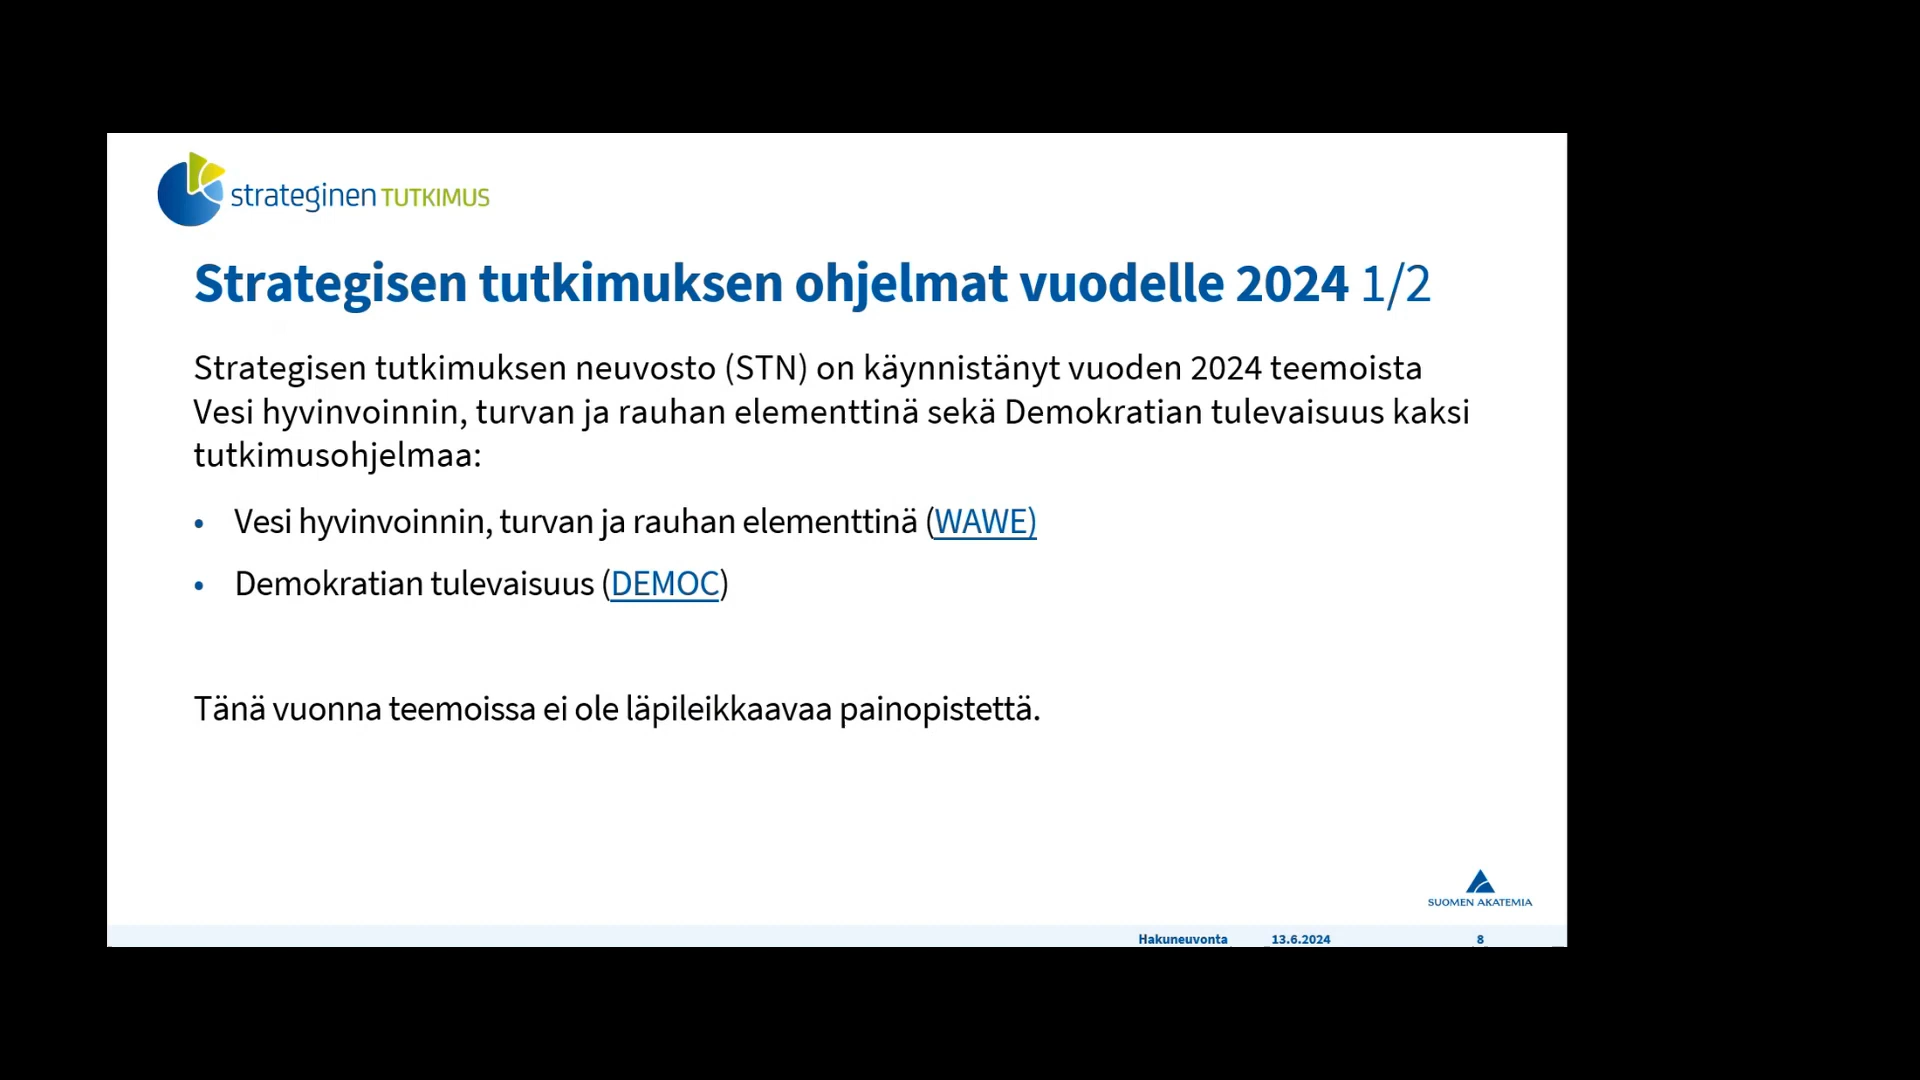 strateginen TUTKIMUS
Strategisen tutkimuksen ohjelmat vuodelle 2024 1/2
Strategisen tutkimuksen neuvosto (STN) on käynnistänyt vuoden 2024 teemoista
Vesi hyvinvoinnin, turvan ja rauhan elementtinä sekä Demokratian tulevaisuus kaksi
tutkimusohjelmaa:
• Vesi hyvinvoinnin, turvan ja rauhan elementtinä (WAWE)
• Demokratian tulevaisuus (DEMOC)
Tänä vuonna teemoissa ei ole läpileikkaavaa painopistettä.
SUOMEN AKATEMIA
Hakuneuvonta 13.6.2024 8